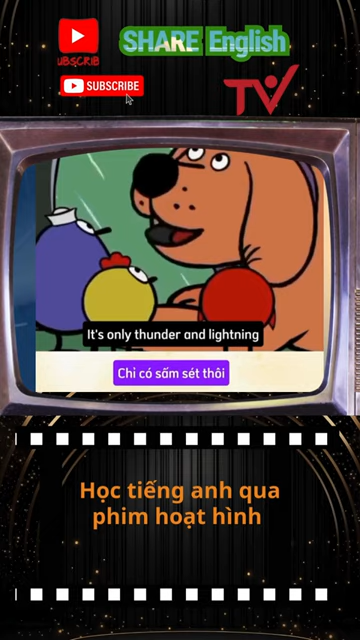 SHARE English
UBSCRIB
SUBSCRIBE
TV
It's only thunder and lightning
Chỉ có sấm sét thôi
Học tiếng anh qua
phim hoạt hình